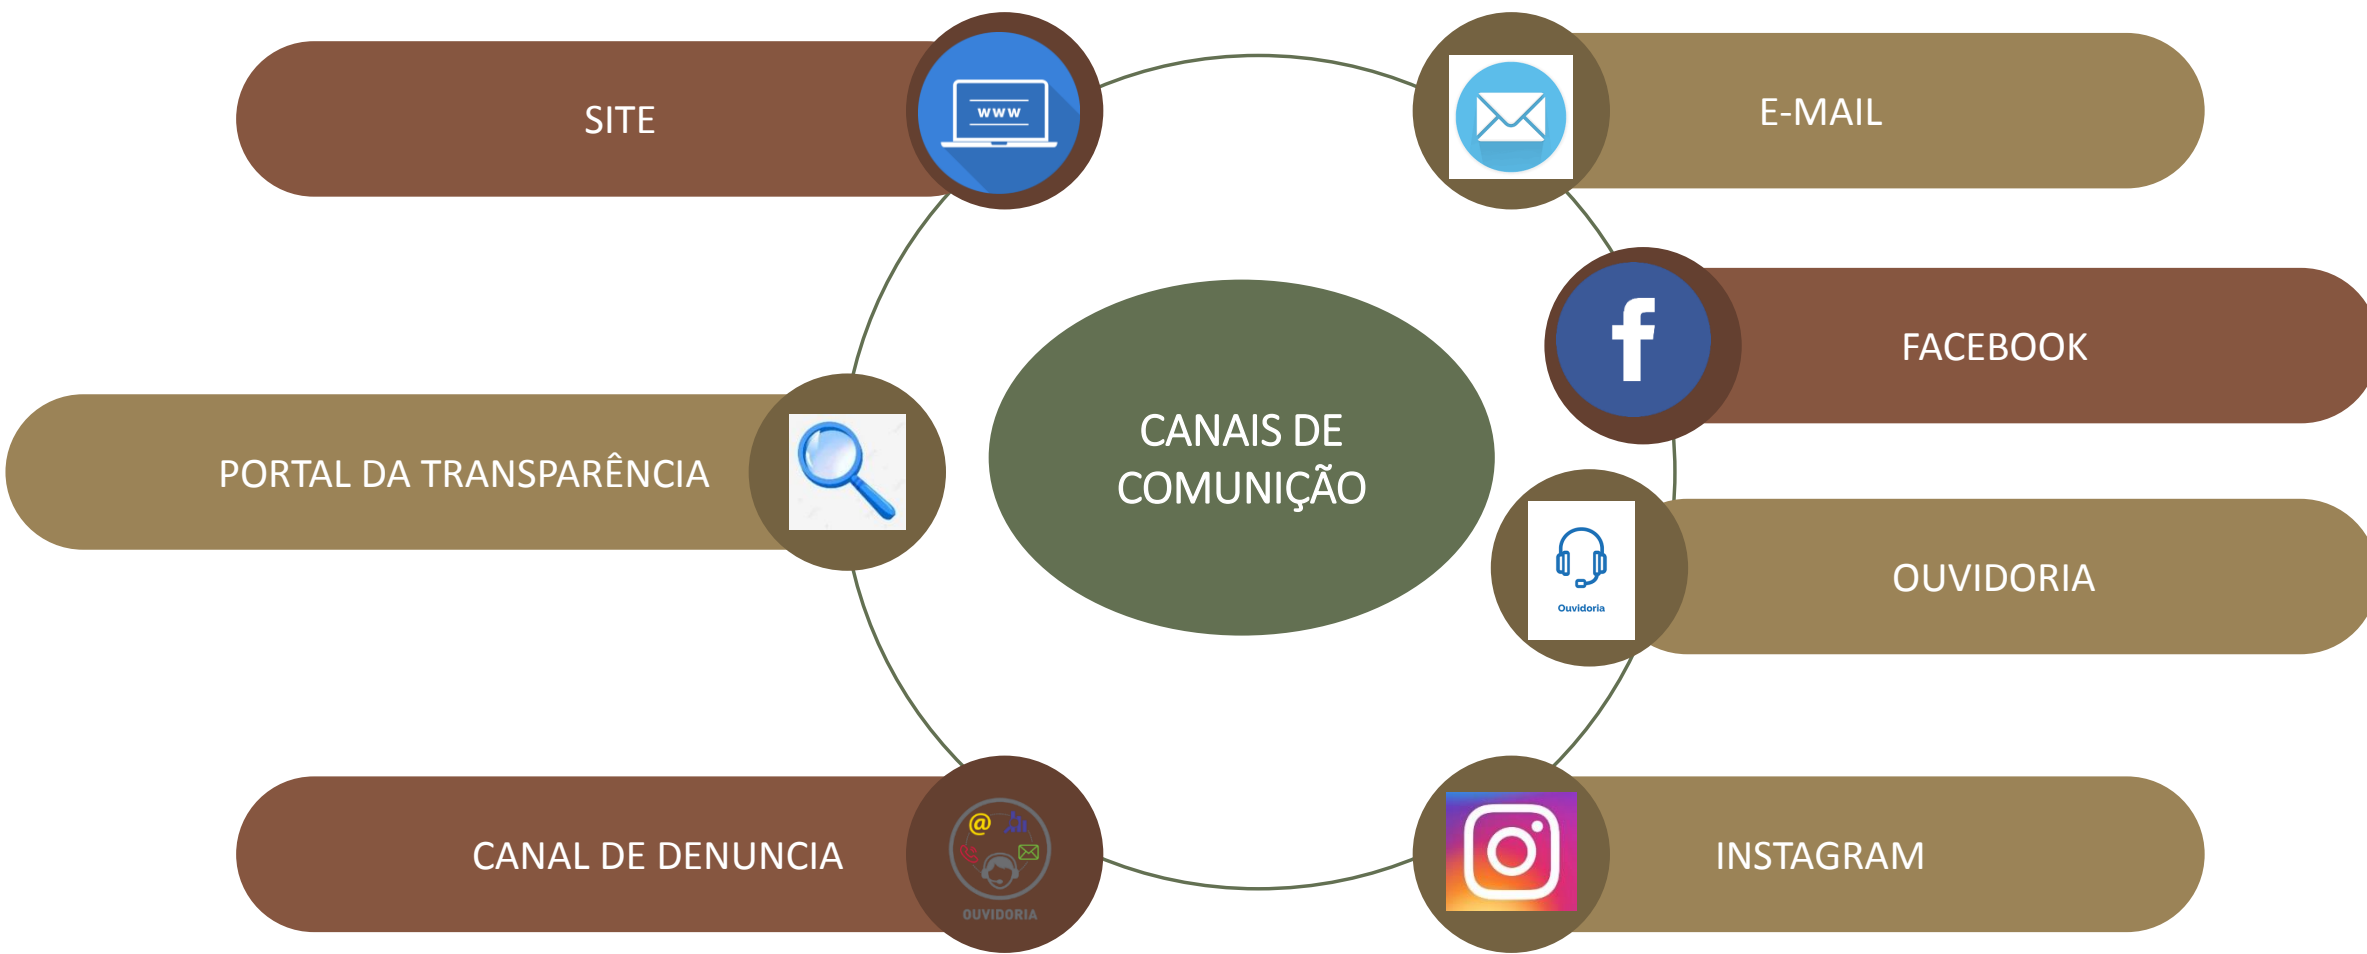 SITE
www
E-MAIL
FACEBOOK
CANAIS DE
COMUNIÇÃO
PORTAL DA TRANSPARÊNCIA
OUVIDORIA
Ouvidoria
CANAL DE DENUNCIA
@
OUVIDORIA
INSTAGRAM